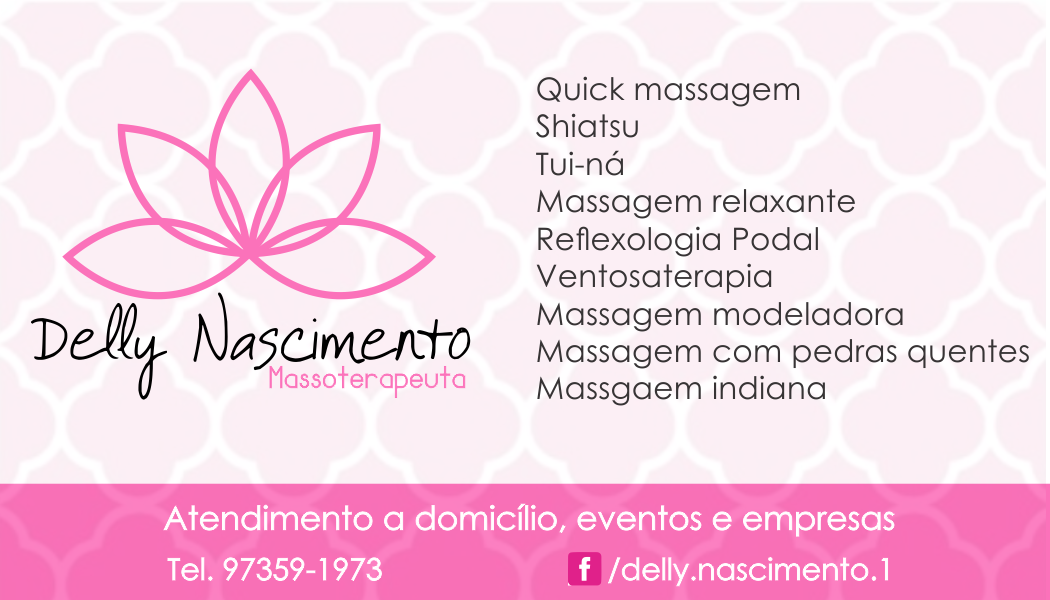 Delly Nascimento
Massoterapeuta
Quick massagem
Shiatsu
Tui-ná
Massagem relaxante
Reflexologia Podal
Ventosaterapia
Massagem modeladora
Massagem com pedras quentes
Massgaem indiana
Atendimento a domicílio, eventos e empresas
Tel. 97359-1973
f /delly.nascimento.1